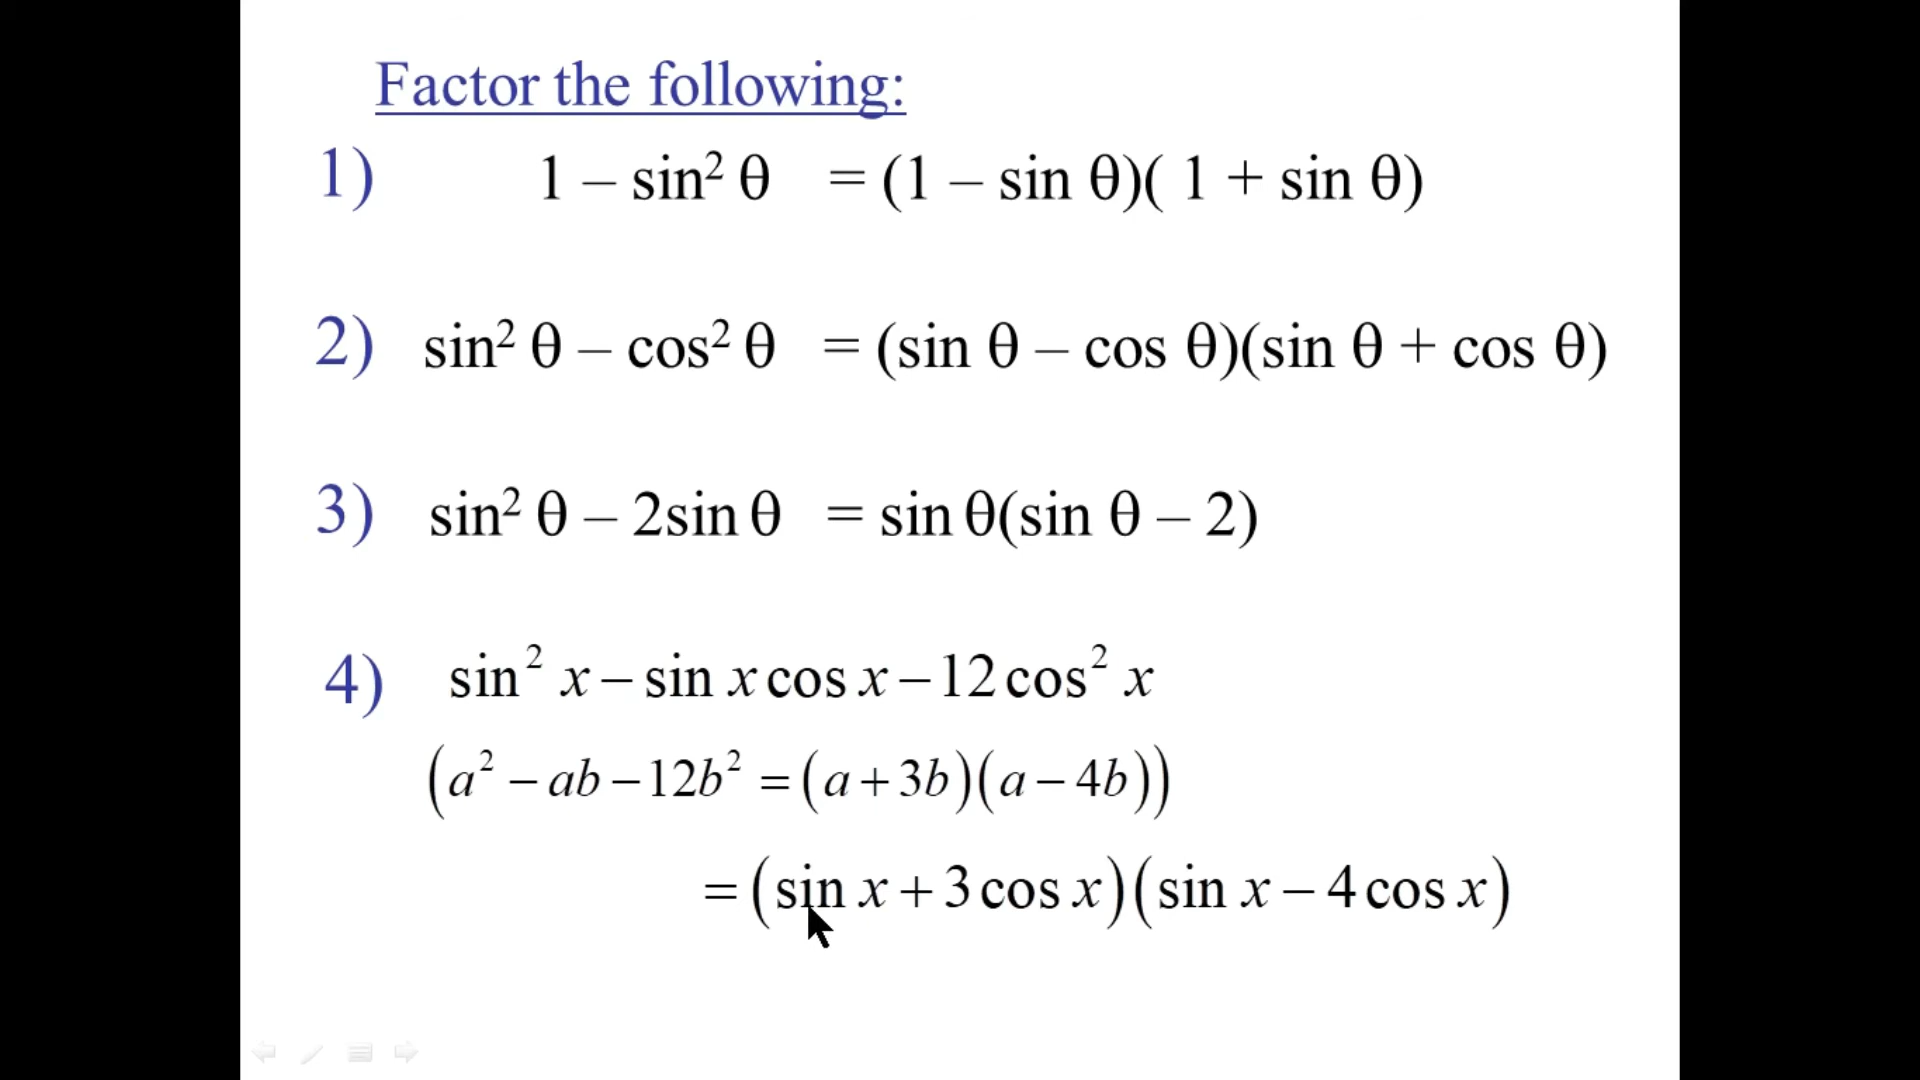 Factor the following:
1) 1 – sin² θ = (1 – sin θ)( 1 + sin θ)
2) sin² θ – cos² θ = (sin θ – cos θ)(sin θ + cos θ)
3) sin² θ – 2sin θ = sin θ(sin θ – 2)
4) sin² x − sin x cos x − 12 cos² x
(a² − ab − 12b² = (a + 3b)(a − 4b))
= (sin x + 3 cos x)(sin x − 4 cos x)